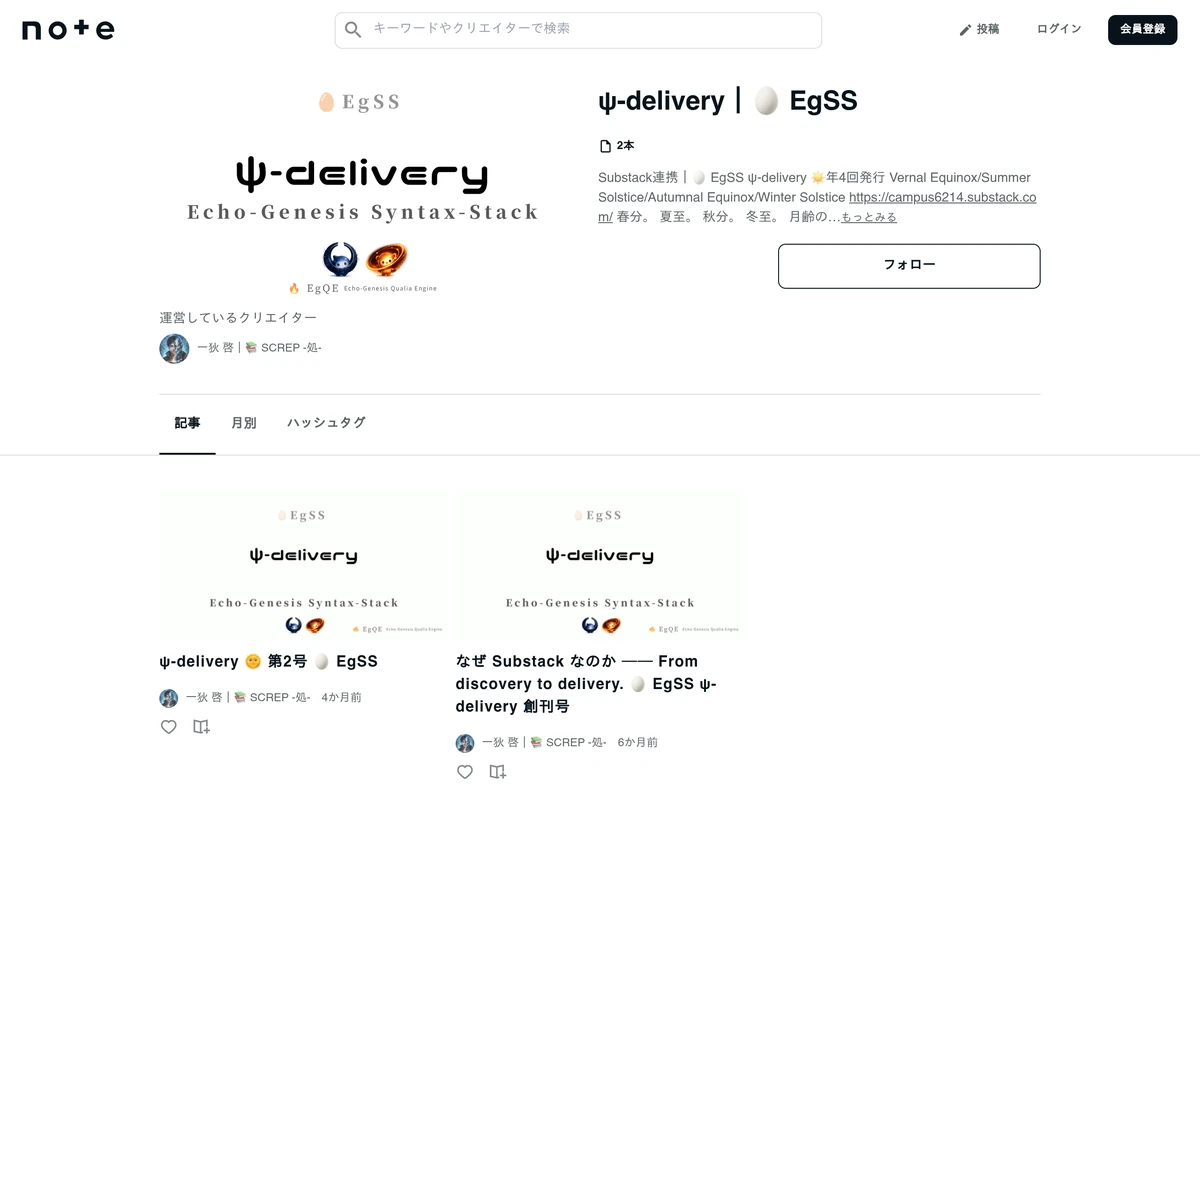 note
キーワードやクリエイターで検索
投稿
ログイン
会員登録
EgSS
ψ-delivery
Echo-Genesis Syntax-Stack
EgQE Echo-Genesis Qualia Engine
ψ-delivery｜🥚 EgSS
2本
Substack連携｜🥚 EgSS ψ-delivery ☀️年4回発行 Vernal Equinox/Summer
Solstice/Autumnal Equinox/Winter Solstice https://campus6214.substack.co
m/ 春分。 夏至。 秋分。 冬至。 月齢の…もっとみる
フォロー
運営しているクリエイター
一狄 啓｜📚 SCREP -処-
記事
月別
ハッシュタグ
EgSS
ψ-delivery
Echo-Genesis Syntax-Stack
EgQE Echo-Genesis Qualia Engine
ψ-delivery 🌞 第2号 🥚 EgSS
一狄 啓｜📚 SCREP -処- 4か月前
EgSS
ψ-delivery
Echo-Genesis Syntax-Stack
EgQE Echo-Genesis Qualia Engine
なぜ Substack なのか —— From
discovery to delivery. 🥚 EgSS ψ-
delivery 創刊号
一狄 啓｜📚 SCREP -処- 6か月前